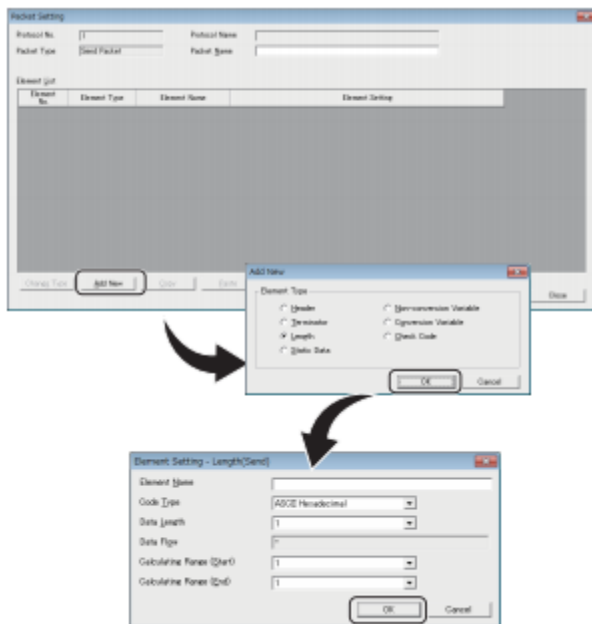 Packet Setting
Protocol No. 1 Protocol Name
Packet Type Send Packet Packet Name
Element List
Element No. Element Type Element Name Element Setting
Change Type Add New Copy Paste Close
Add New
Element Type
Header Non-conversion Variable
Terminator Conversion Variable
Length Check Code
Static Data
OK Cancel
Element Setting - Length(Send)
Element Name
Code Type ASCII Hexadecimal
Data Length 1
Data Flow
Calculating Range (Start) 1
Calculating Range (End) 1
OK Cancel